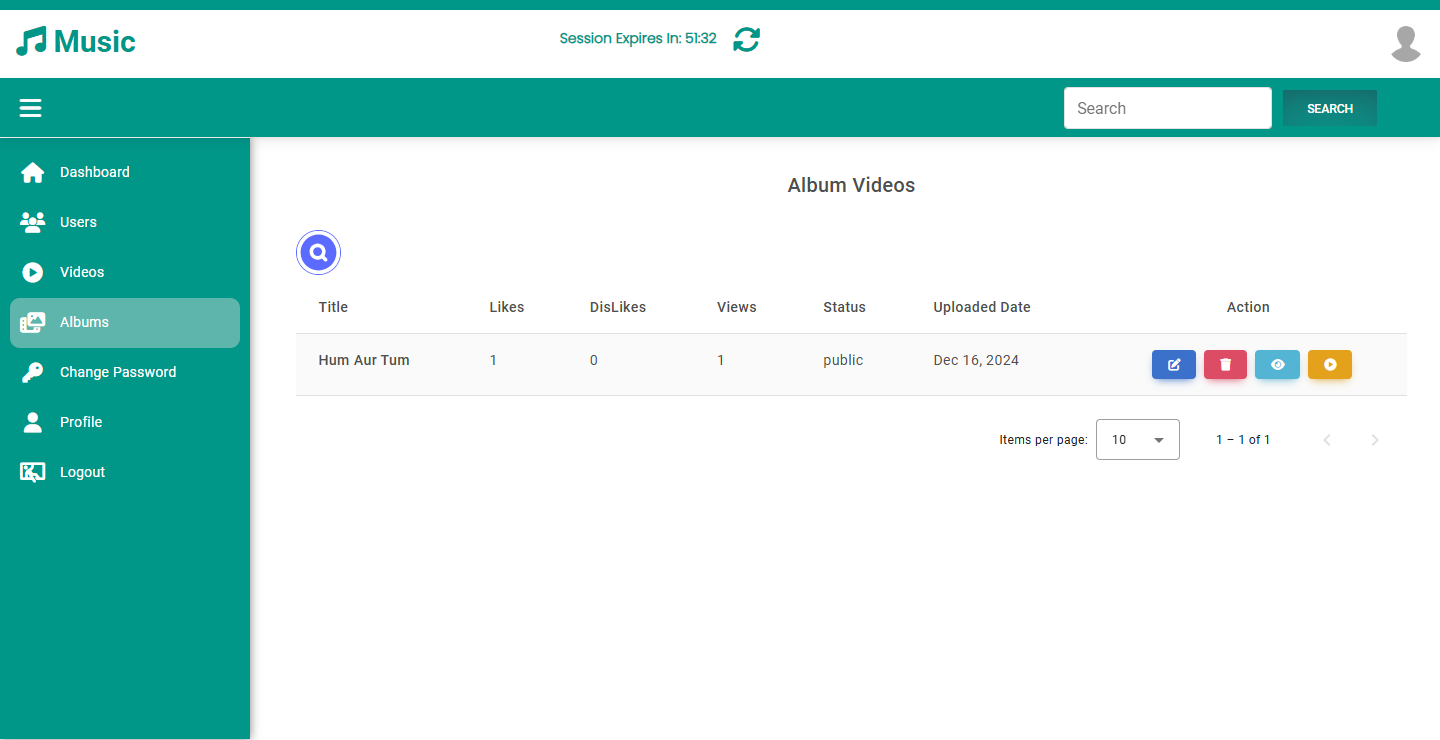 Music
Session Expires In: 51:32
Search
SEARCH
Dashboard
Users
Videos
Albums
Change Password
Profile
Logout
Album Videos
Title Likes DisLikes Views Status Uploaded Date Action
Hum Aur Tum 1 0 1 public Dec 16, 2024
Items per page: 10 1 – 1 of 1